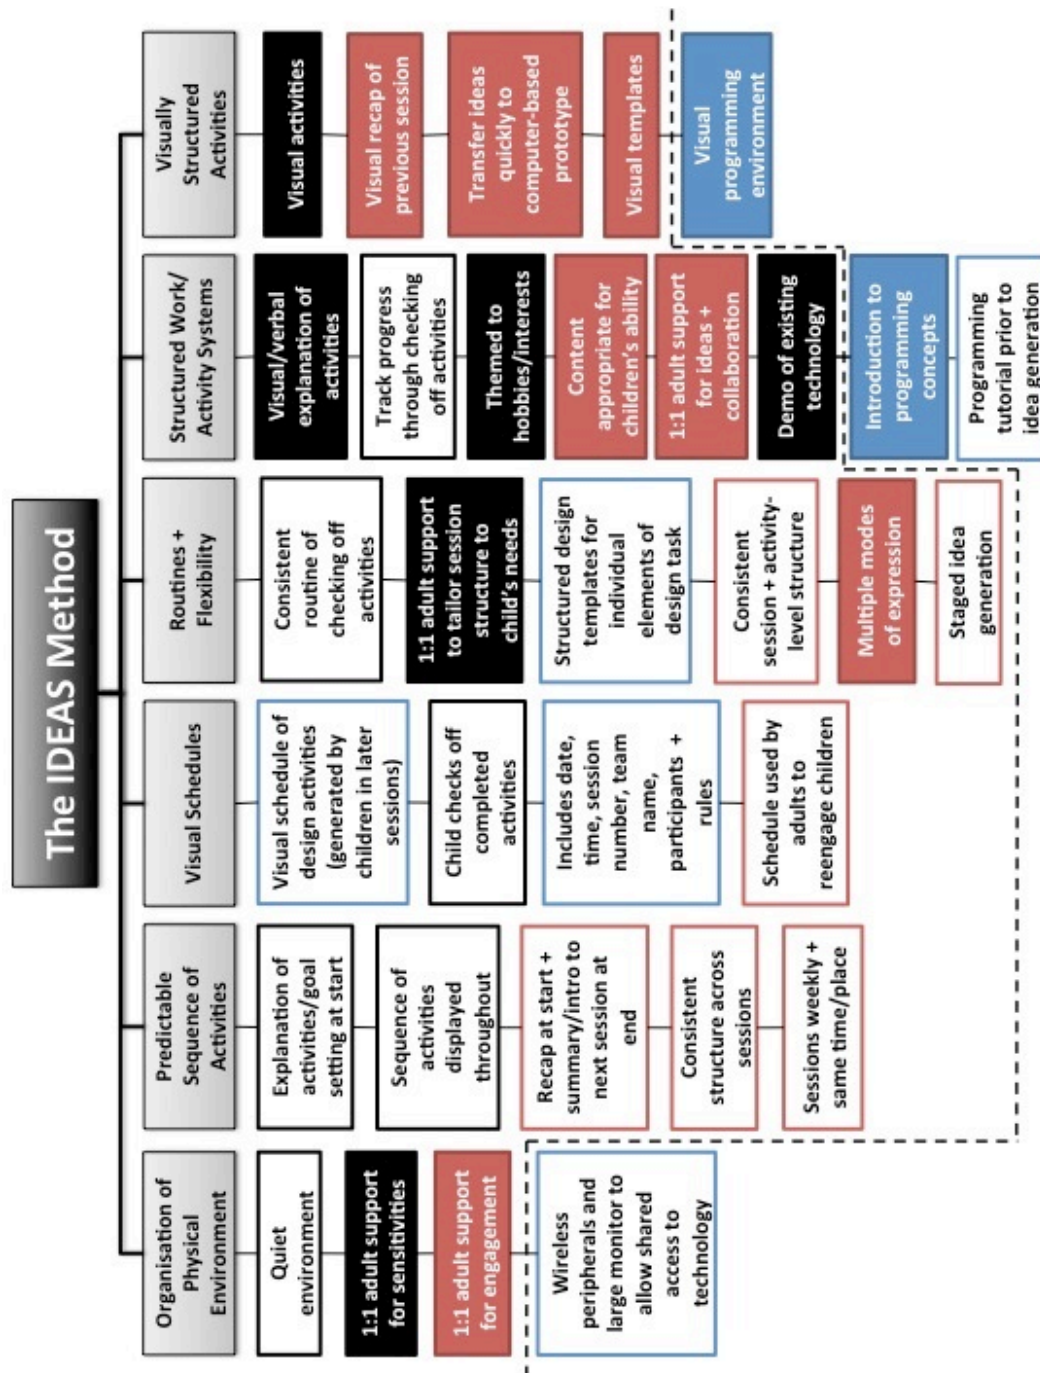 The IDEAS Method
Organisation of
Physical
Environment
Quiet
environment
1:1 adult support
for sensitivities
1:1 adult support
for engagement
Wireless
peripherals and
large monitor to
allow shared
access to
technology
Predictable
Sequence of
Activities
Explanation of
activities/goal
setting at start
Sequence of
activities
displayed
throughout
Recap at start +
summary/intro to
next session at
end
Consistent
structure across
sessions
Sessions weekly +
same time/place
Visual Schedules
Visual schedule of
design activities
(generated by
children in later
sessions)
Child checks off
completed
activities
Includes date,
time, session
number, team
name,
participants +
rules
Schedule used by
adults to
reengage children
Routines +
Flexibility
Consistent
routine of
checking off
activities
1:1 adult support
to tailor session
structure to
child's needs
Structured design
templates for
individual
elements of
design task
Consistent
session + activity-
level structure
Multiple modes
of expression
Staged idea
generation
Structured Work/
Activity Systems
Visual/verbal
explanation of
activities
Track progress
through checking
off activities
Themed to
hobbies/interests
Content
appropriate for
children's ability
1:1 adult support
for ideas +
collaboration
Demo of existing
technology
Introduction to
programming
concepts
Programming
tutorial prior to
idea generation
Visually
Structured
Activities
Visual activities
Visual recap of
previous session
Transfer ideas
quickly to
computer-based
prototype
Visual templates
Visual
programming
environment